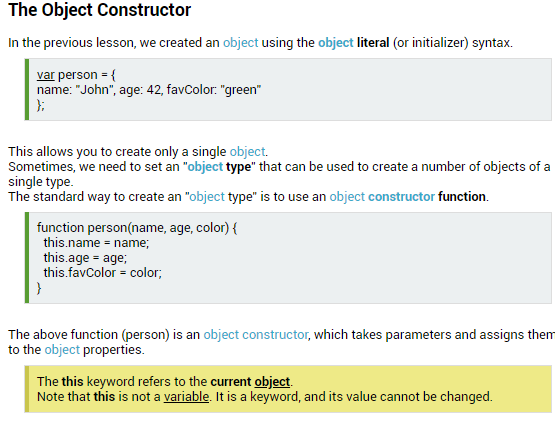 The Object Constructor
In the previous lesson, we created an object using the object literal (or initializer) syntax.
var person = {
name: "John", age: 42, favColor: "green"
};
This allows you to create only a single object.
Sometimes, we need to set an "object type" that can be used to create a number of objects of a
single type.
The standard way to create an "object type" is to use an object constructor function.
function person(name, age, color) {
this.name = name;
this.age = age;
this.favColor = color;
}
The above function (person) is an object constructor, which takes parameters and assigns them
to the object properties.
The this keyword refers to the current object.
Note that this is not a variable. It is a keyword, and its value cannot be changed.